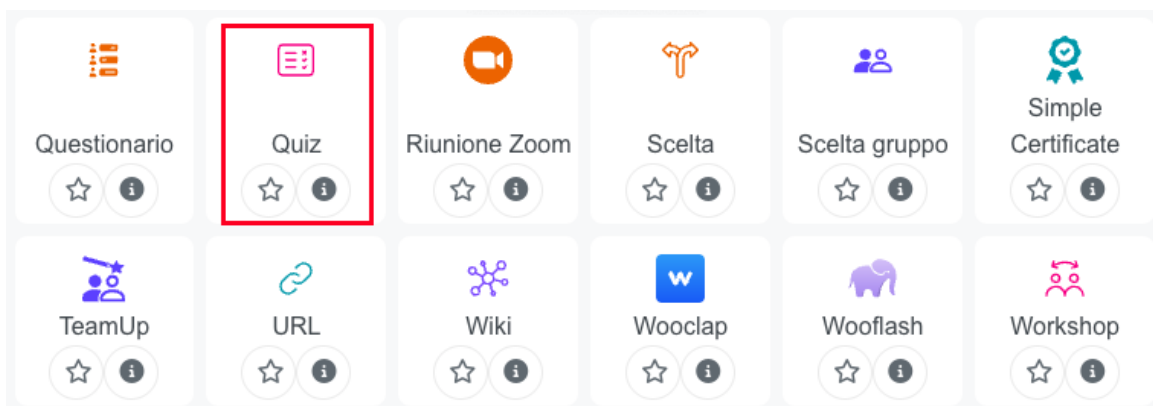 Questionario
Quiz
Riunione Zoom
Scelta
Scelta gruppo
Simple
Certificate
TeamUp
URL
Wiki
w
Wooclap
Wooflash
Workshop